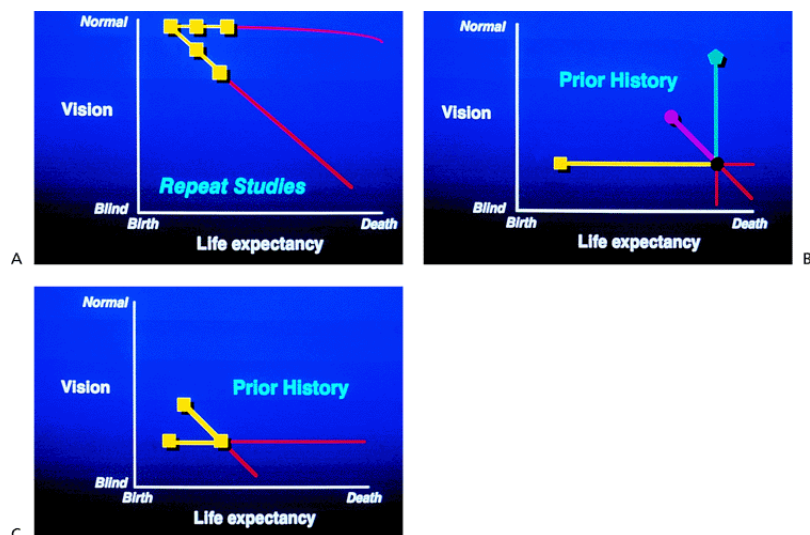 Normal
Vision
Repeat Studies
Blind
Birth
Death
Life expectancy
A
Normal
Prior History
Vision
Blind
Birth
Death
Life expectancy
B
Normal
Vision
Prior History
Blind
Birth
Death
Life expectancy
C